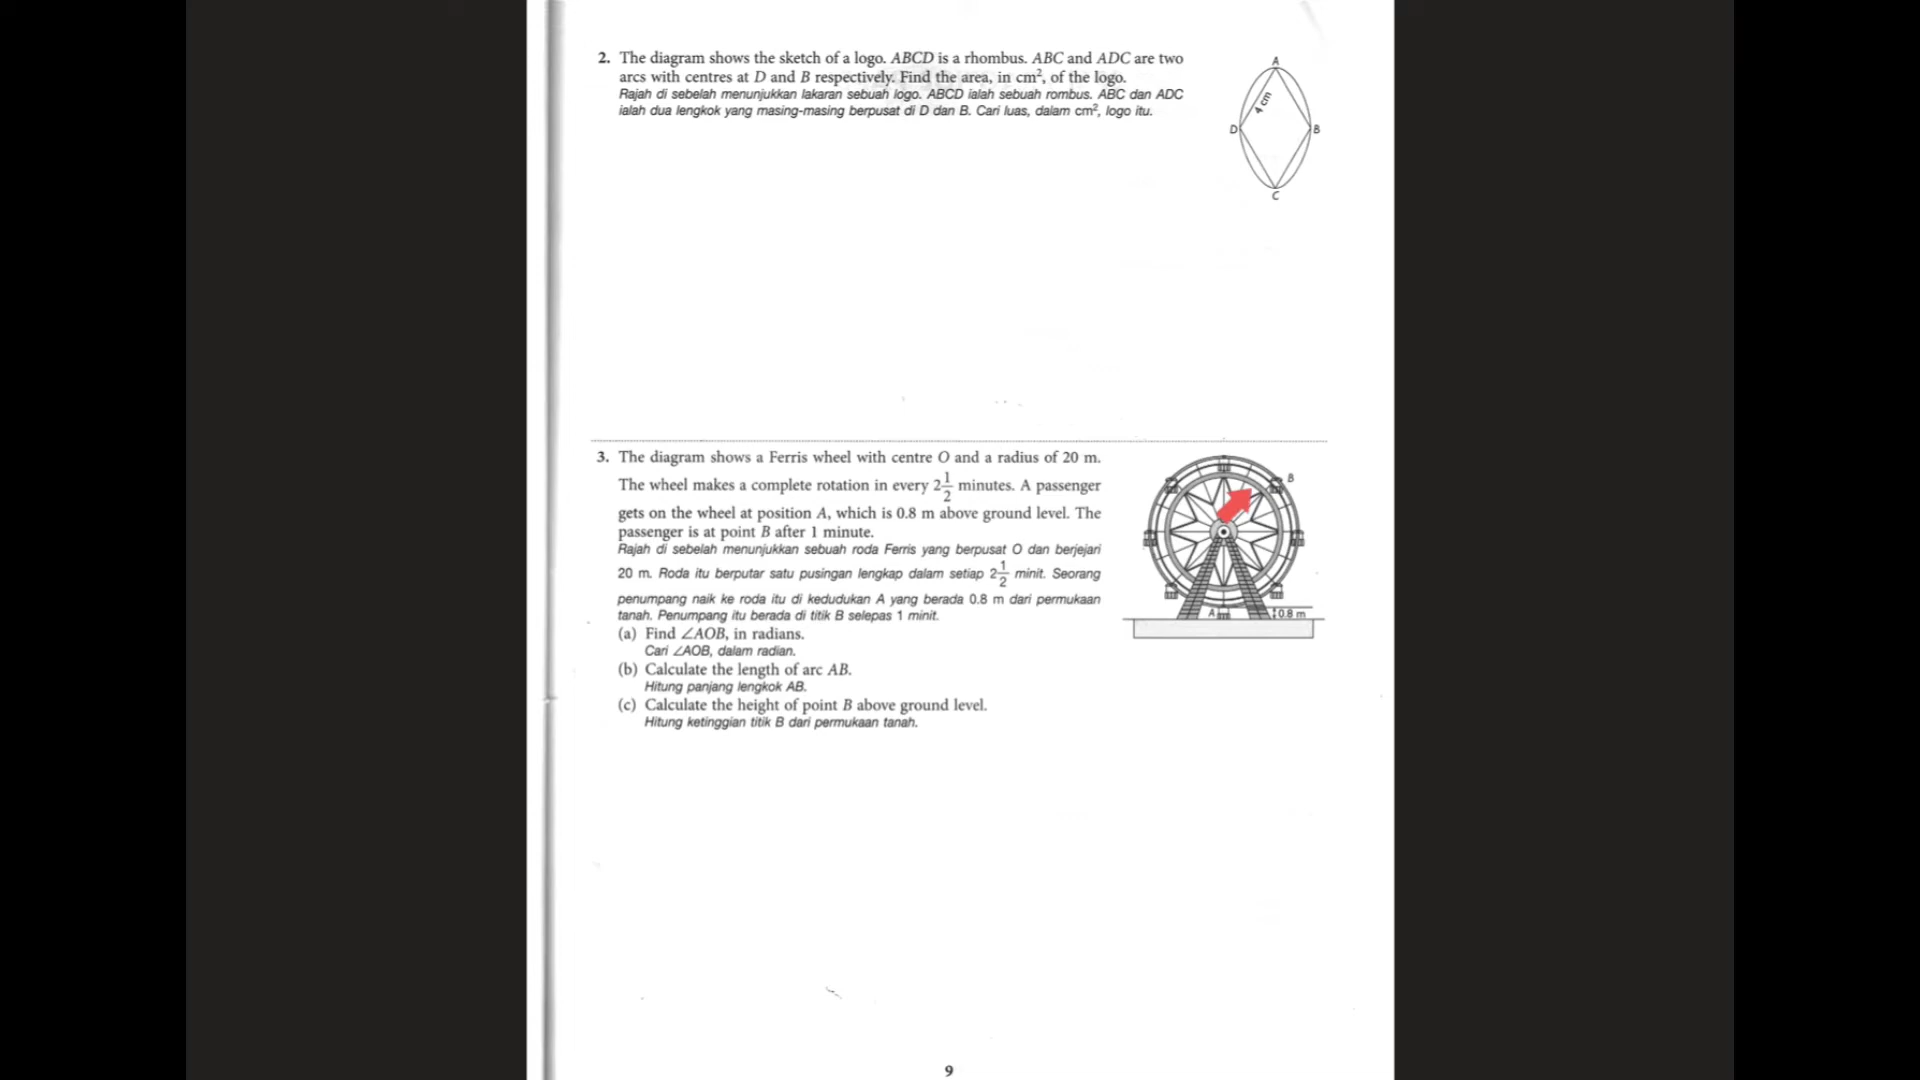 2. The diagram shows the sketch of a logo. ABCD is a rhombus. ABC and ADC are two
arcs with centres at D and B respectively. Find the area, in cm², of the logo.
Rajah di sebelah menunjukkan lakaran sebuah logo. ABCD ialah sebuah rombus. ABC dan ADC
ialah dua lengkok yang masing-masing berpusat di D dan B. Cari luas, dalam cm², logo itu.
A
4 cm
D
B
C
3. The diagram shows a Ferris wheel with centre O and a radius of 20 m.
The wheel makes a complete rotation in every 2 1/2 minutes. A passenger
gets on the wheel at position A, which is 0.8 m above ground level. The
passenger is at point B after 1 minute.
Rajah di sebelah menunjukkan sebuah roda Ferris yang berpusat O dan berjejari
20 m. Roda itu berputar satu pusingan lengkap dalam setiap 2 1/2 minit. Seorang
penumpang naik ke roda itu di kedudukan A yang berada 0.8 m dari permukaan
tanah. Penumpang itu berada di titik B selepas 1 minit.
(a) Find ∠AOB, in radians.
Cari ∠AOB, dalam radian.
(b) Calculate the length of arc AB.
Hitung panjang lengkok AB.
(c) Calculate the height of point B above ground level.
Hitung ketinggian titik B dari permukaan tanah.
B
A
0.8 m
9